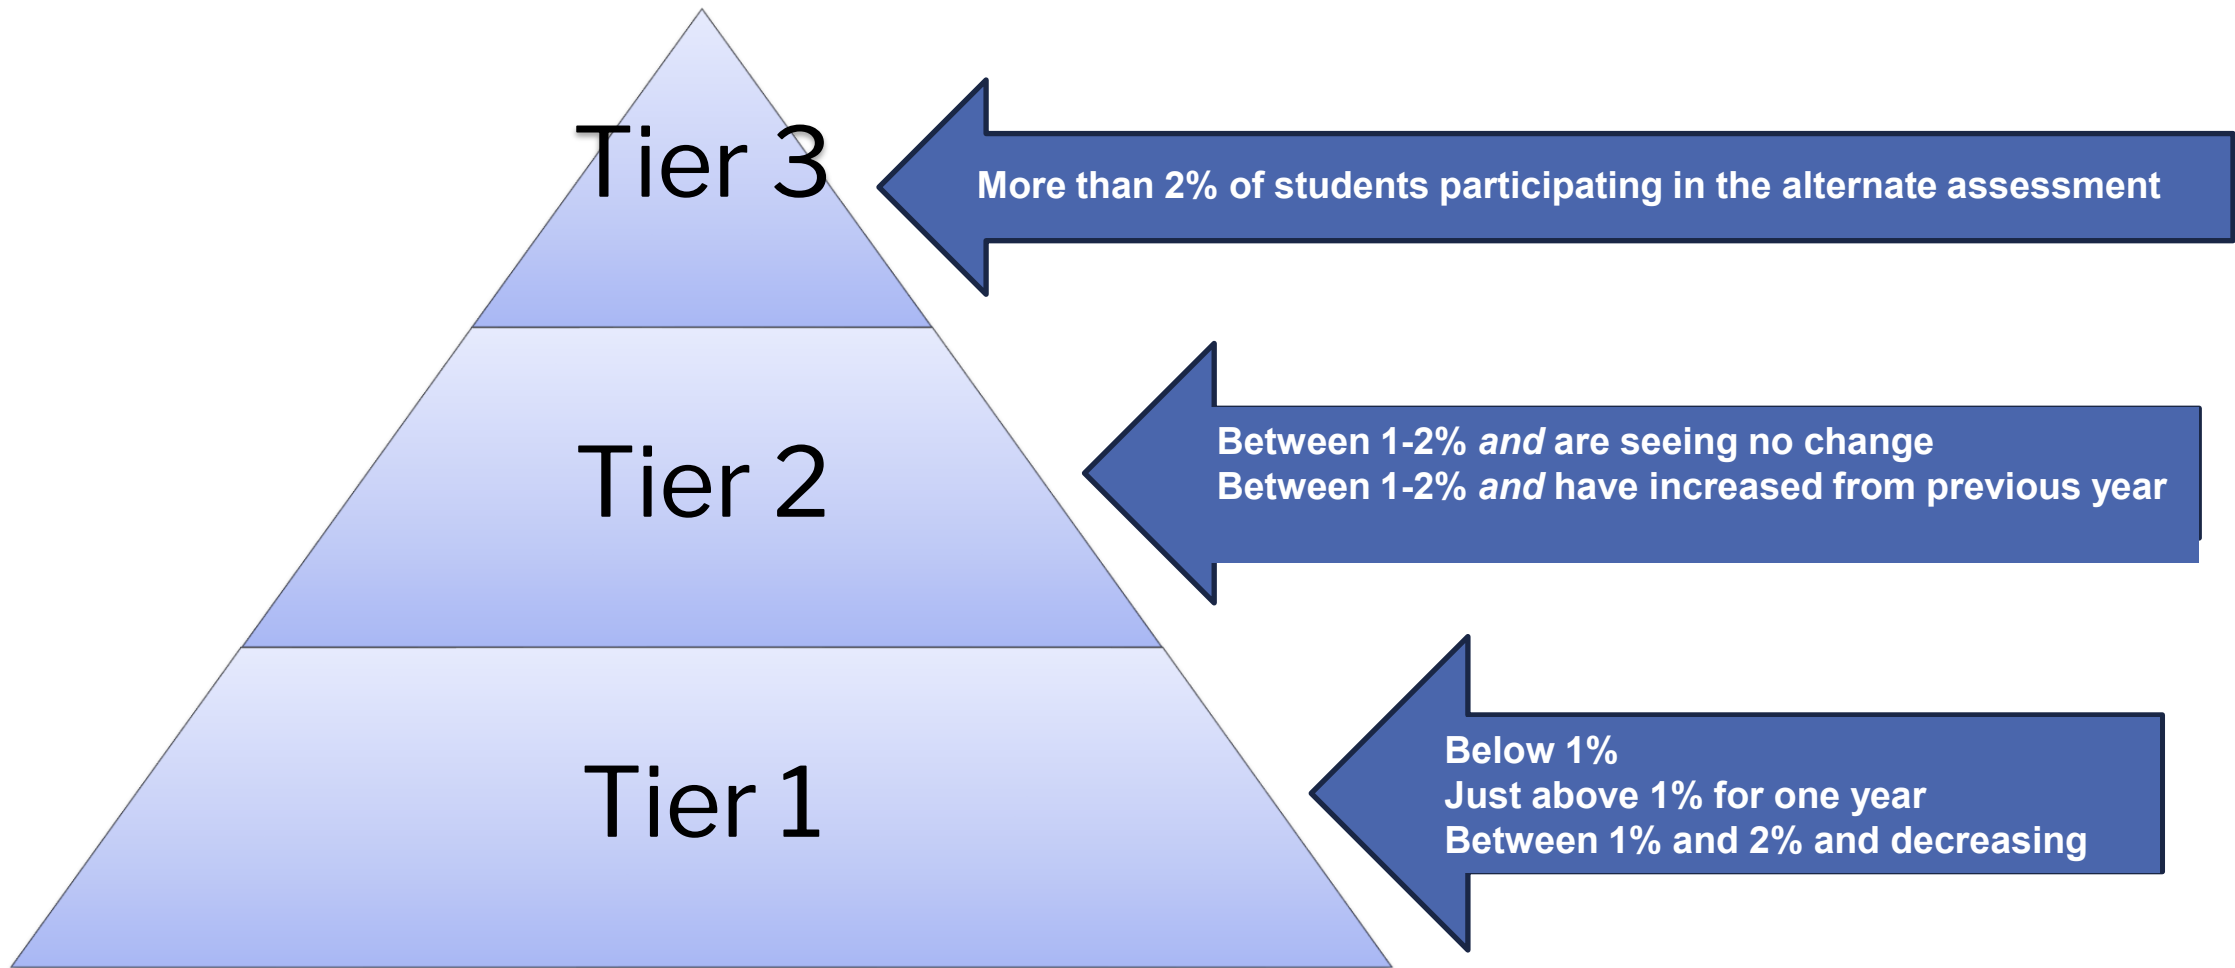 Tier 3
More than 2% of students participating in the alternate assessment
Tier 2
Between 1-2% and are seeing no change
Between 1-2% and have increased from previous year
Tier 1
Below 1%
Just above 1% for one year
Between 1% and 2% and decreasing